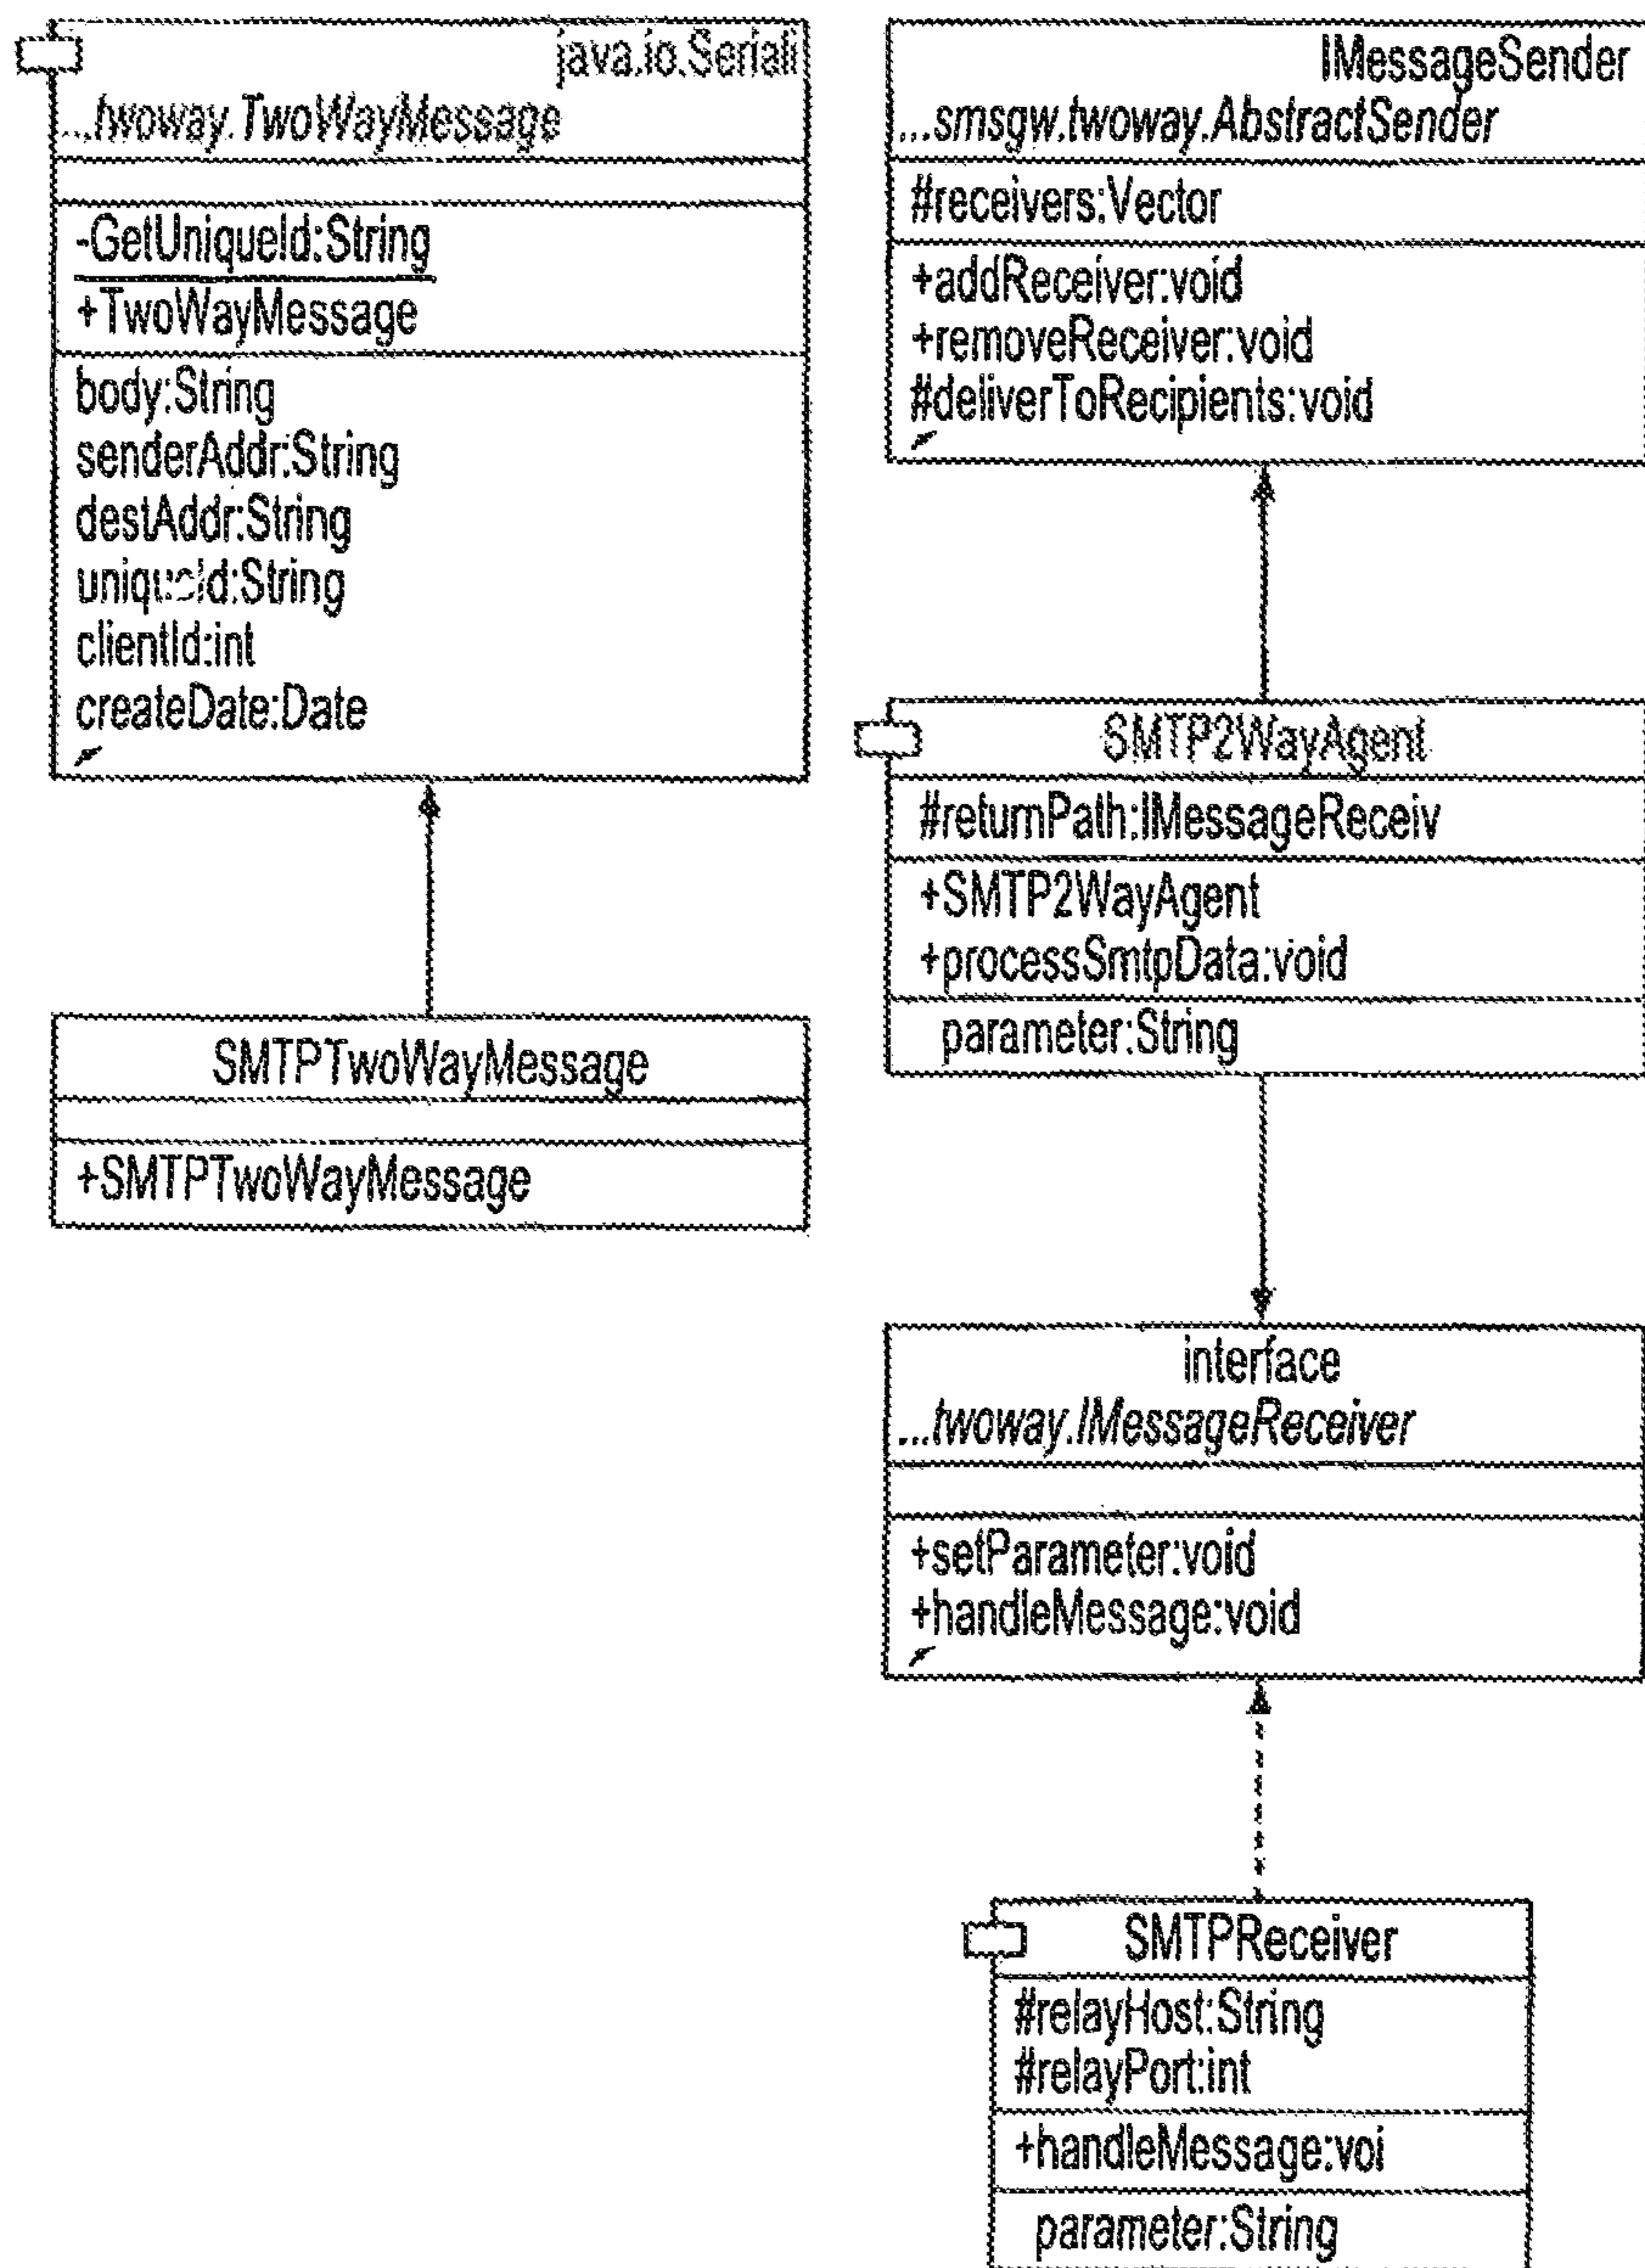 java.io.Seriali
...twoway.TwoWayMessage
-GetUniqueId:String
+TwoWayMessage
body:String
senderAddr:String
destAddr:String
uniqueId:String
clientId:int
createDate:Date
SMTPTwoWayMessage
+SMTPTwoWayMessage
IMessageSender
...smsgw.twoway.AbstractSender
#receivers:Vector
+addReceiver:void
+removeReceiver:void
#deliverToRecipients:void
SMTP2WayAgent
#returnPath:IMessageReceiv
+SMTP2WayAgent
+processSmtpData:void
parameter:String
interface
...twoway.IMessageReceiver
+setParameter:void
+handleMessage:void
SMTPReceiver
#relayHost:String
#relayPort:int
+handleMessage:voi
parameter:String